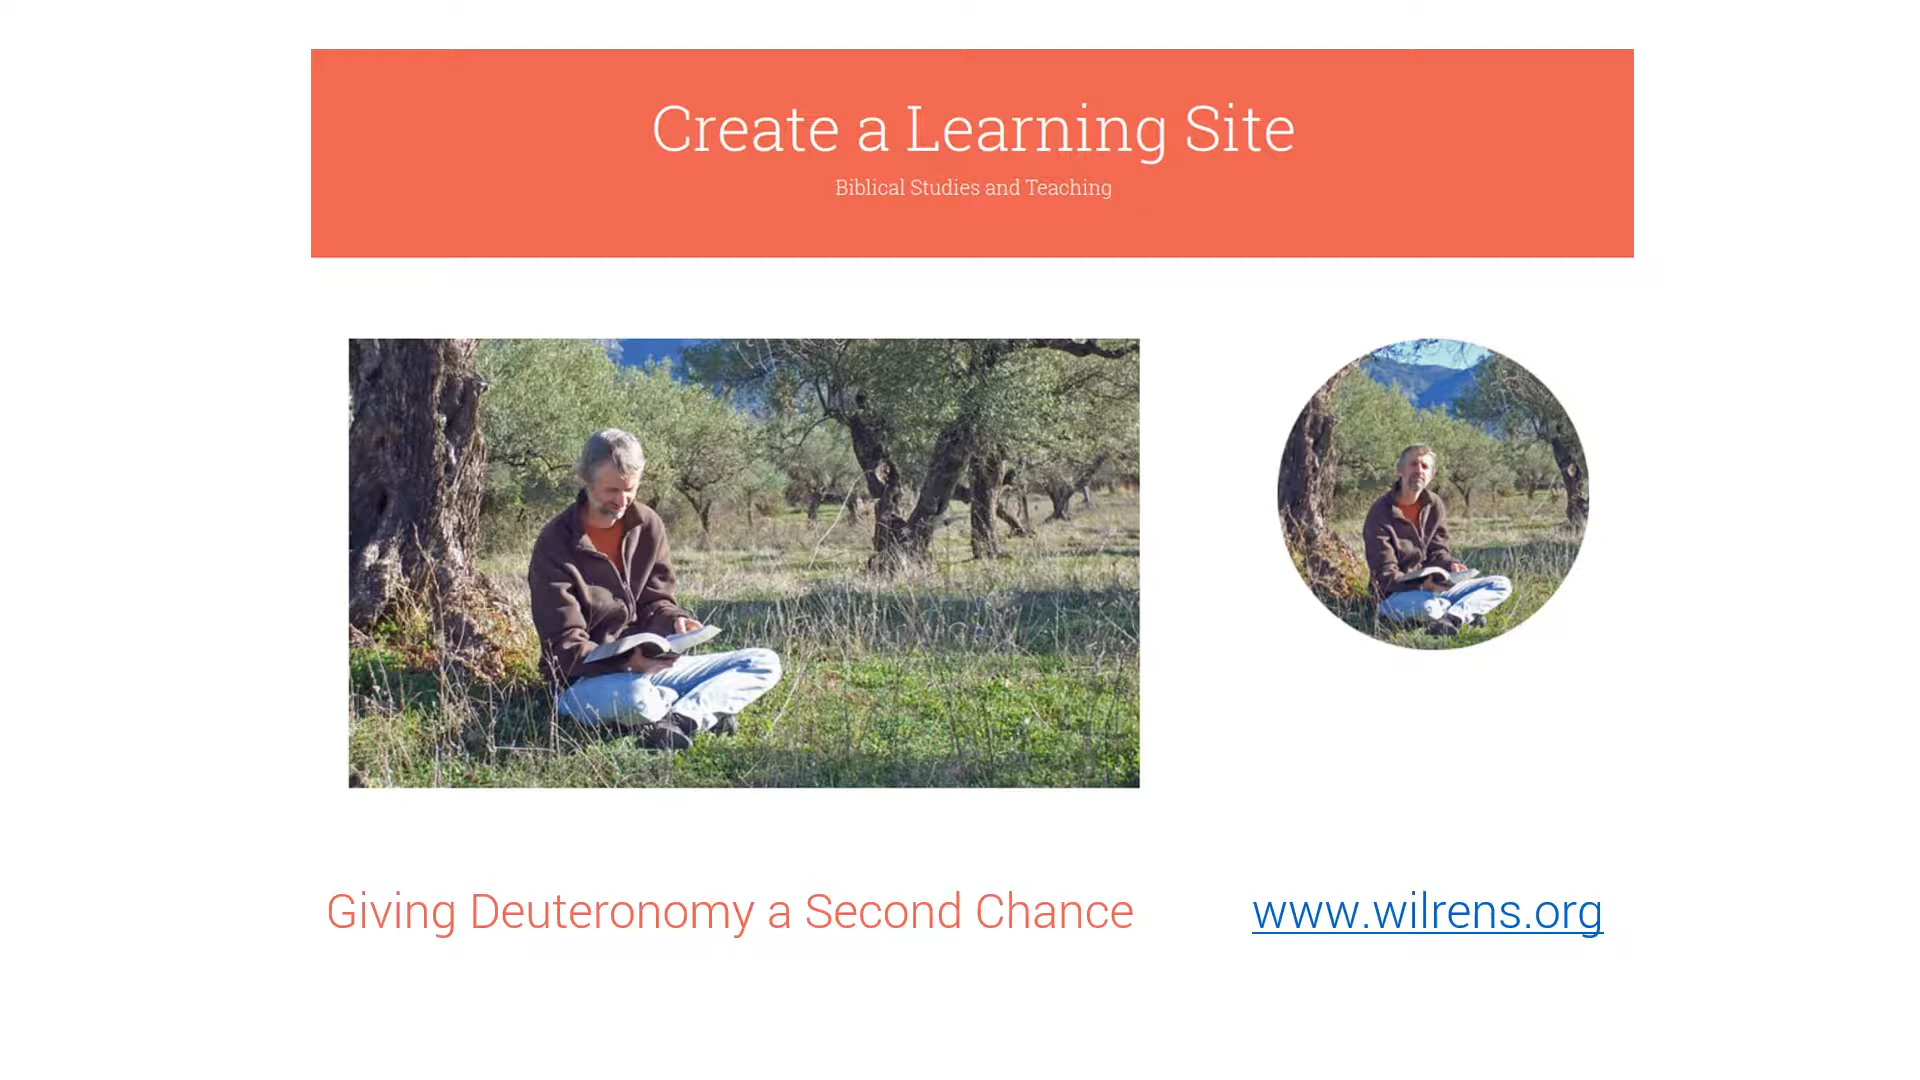 Create a Learning Site
Biblical Studies and Teaching
Giving Deuteronomy a Second Chance
www.wilrens.org